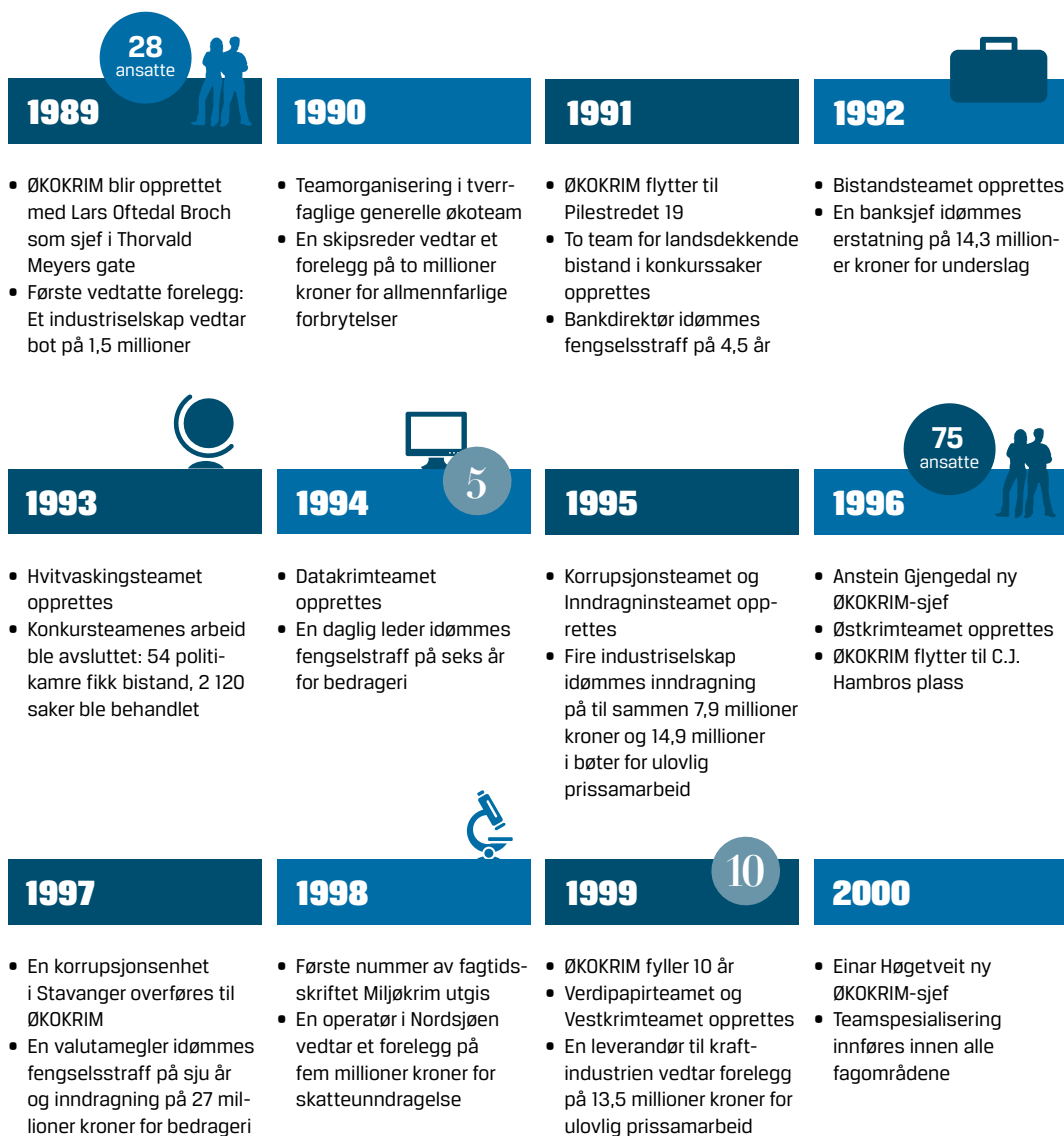 28
ansatte
1989
• ØKOKRIM blir opprettet
med Lars Oftedal Broch
som sjef i Thorvald
Meyers gate
• Første vedtatte forelegg:
Et industriselskap vedtar
bot på 1,5 millioner
1990
• Teamorganisering i tverr-
faglige generelle økoteam
• En skipsreder vedtar et
forelegg på to millioner
kroner for allmennfarlige
forbrytelser
1991
• ØKOKRIM flytter til
Pilestredet 19
• To team for landsdekkende
bistand i konkurssaker
opprettes
• Bankdirektør idømmes
fengselsstraff på 4,5 år
1992
• Bistandsteamet opprettes
• En banksjef idømmes
erstatning på 14,3 million-
er kroner for underslag
1993
• Hvitvaskingsteamet
opprettes
• Konkursteamenes arbeid
ble avsluttet: 54 politi-
kamre fikk bistand, 2 120
saker ble behandlet
5
1994
• Datakrimteamet
opprettes
• En daglig leder idømmes
fengselstraff på seks år
for bedrageri
1995
• Korrupsjonsteamet og
Inndragninsteamet opp-
rettes
• Fire industriselskap
idømmes inndragning
på til sammen 7,9 millioner
kroner og 14,9 millioner
i bøter for ulovlig
prissamarbeid
75
ansatte
1996
• Anstein Gjengedal ny
ØKOKRIM-sjef
• Østkrimteamet opprettes
• ØKOKRIM flytter til C.J.
Hambros plass
1997
• En korrupsjonsenhet
i Stavanger overføres til
ØKOKRIM
• En valutamegler idømmes
fengselsstraff på sju år
og inndragning på 27 mil-
lioner kroner for bedrageri
1998
• Første nummer av fagtids-
skriftet Miljøkrim utgis
• En operatør i Nordsjøen
vedtar et forelegg på
fem millioner kroner for
skatteunndragelse
10
1999
• ØKOKRIM fyller 10 år
• Verdipapirteamet og
Vestkrimteamet opprettes
• En leverandør til kraft-
industrien vedtar forelegg
på 13,5 millioner kroner for
ulovlig prissamarbeid
2000
• Einar Høgetveit ny
ØKOKRIM-sjef
• Teamspesialisering
innføres innen alle
fagområdene